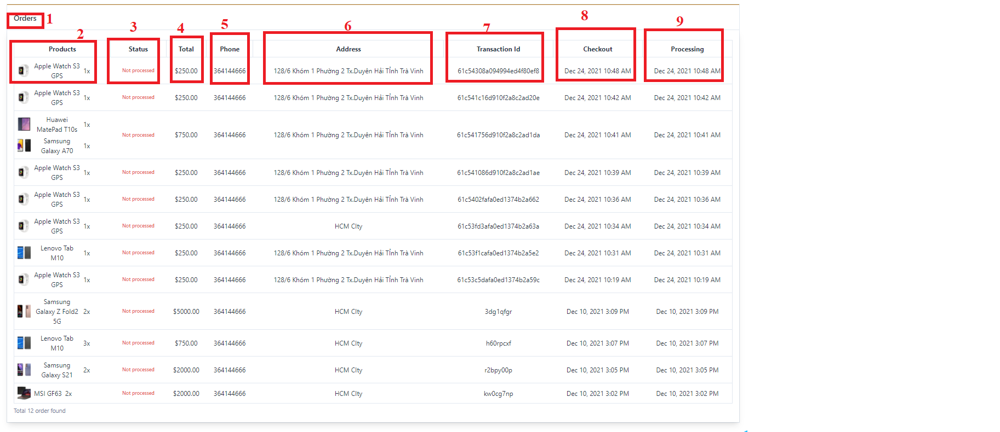 Orders 1
2 3 4 5 6 7 8 9
Products Status Total Phone Address Transaction Id Checkout Processing
Apple Watch S3 GPS 1x Not processed $250.00 364144666 128/6 Khóm 1 Phường 2 Tx.Duyên Hải TỈnh Trà Vinh 61c54308a094994ed4f80ef8 Dec 24, 2021 10:48 AM Dec 24, 2021 10:48 AM
Apple Watch S3 GPS 1x Not processed $250.00 364144666 128/6 Khóm 1 Phường 2 Tx.Duyên Hải TỈnh Trà Vinh 61c541c16d910f2a8c2ad20e Dec 24, 2021 10:42 AM Dec 24, 2021 10:42 AM
Huawei MatePad T10s 1x
Samsung Galaxy A70 1x
Not processed $750.00 364144666 128/6 Khóm 1 Phường 2 Tx.Duyên Hải TỈnh Trà Vinh 61c541756d910f2a8c2ad1da Dec 24, 2021 10:41 AM Dec 24, 2021 10:41 AM
Apple Watch S3 GPS 1x Not processed $250.00 364144666 128/6 Khóm 1 Phường 2 Tx.Duyên Hải TỈnh Trà Vinh 61c541086d910f2a8c2ad1ae Dec 24, 2021 10:39 AM Dec 24, 2021 10:39 AM
Apple Watch S3 GPS 1x Not processed $250.00 364144666 128/6 Khóm 1 Phường 2 Tx.Duyên Hải TỈnh Trà Vinh 61c5402fafa0ed1374b2a662 Dec 24, 2021 10:36 AM Dec 24, 2021 10:36 AM
Apple Watch S3 GPS 1x Not processed $250.00 364144666 HCM CIty 61c53fd3afa0ed1374b2a63a Dec 24, 2021 10:34 AM Dec 24, 2021 10:34 AM
Lenovo Tab M10 1x Not processed $250.00 364144666 128/6 Khóm 1 Phường 2 Tx.Duyên Hải TỈnh Trà Vinh 61c53f1cafa0ed1374b2a5e2 Dec 24, 2021 10:31 AM Dec 24, 2021 10:31 AM
Apple Watch S3 GPS 1x Not processed $250.00 364144666 128/6 Khóm 1 Phường 2 Tx.Duyên Hải TỈnh Trà Vinh 61c53c5dafa0ed1374b2a59c Dec 24, 2021 10:19 AM Dec 24, 2021 10:19 AM
Samsung Galaxy Z Fold2 5G 2x Not processed $5000.00 364144666 HCM CIty 3dg1qfgr Dec 10, 2021 3:09 PM Dec 10, 2021 3:09 PM
Lenovo Tab M10 3x Not processed $750.00 364144666 HCM CIty h60rpcxf Dec 10, 2021 3:07 PM Dec 10, 2021 3:07 PM
Samsung Galaxy S21 2x Not processed $2000.00 364144666 HCM CIty r2bpy00p Dec 10, 2021 3:05 PM Dec 10, 2021 3:05 PM
MSI GF63 2x Not processed $2000.00 364144666 HCM CIty kw0cg7np Dec 10, 2021 3:02 PM Dec 10, 2021 3:02 PM
Total 12 order found